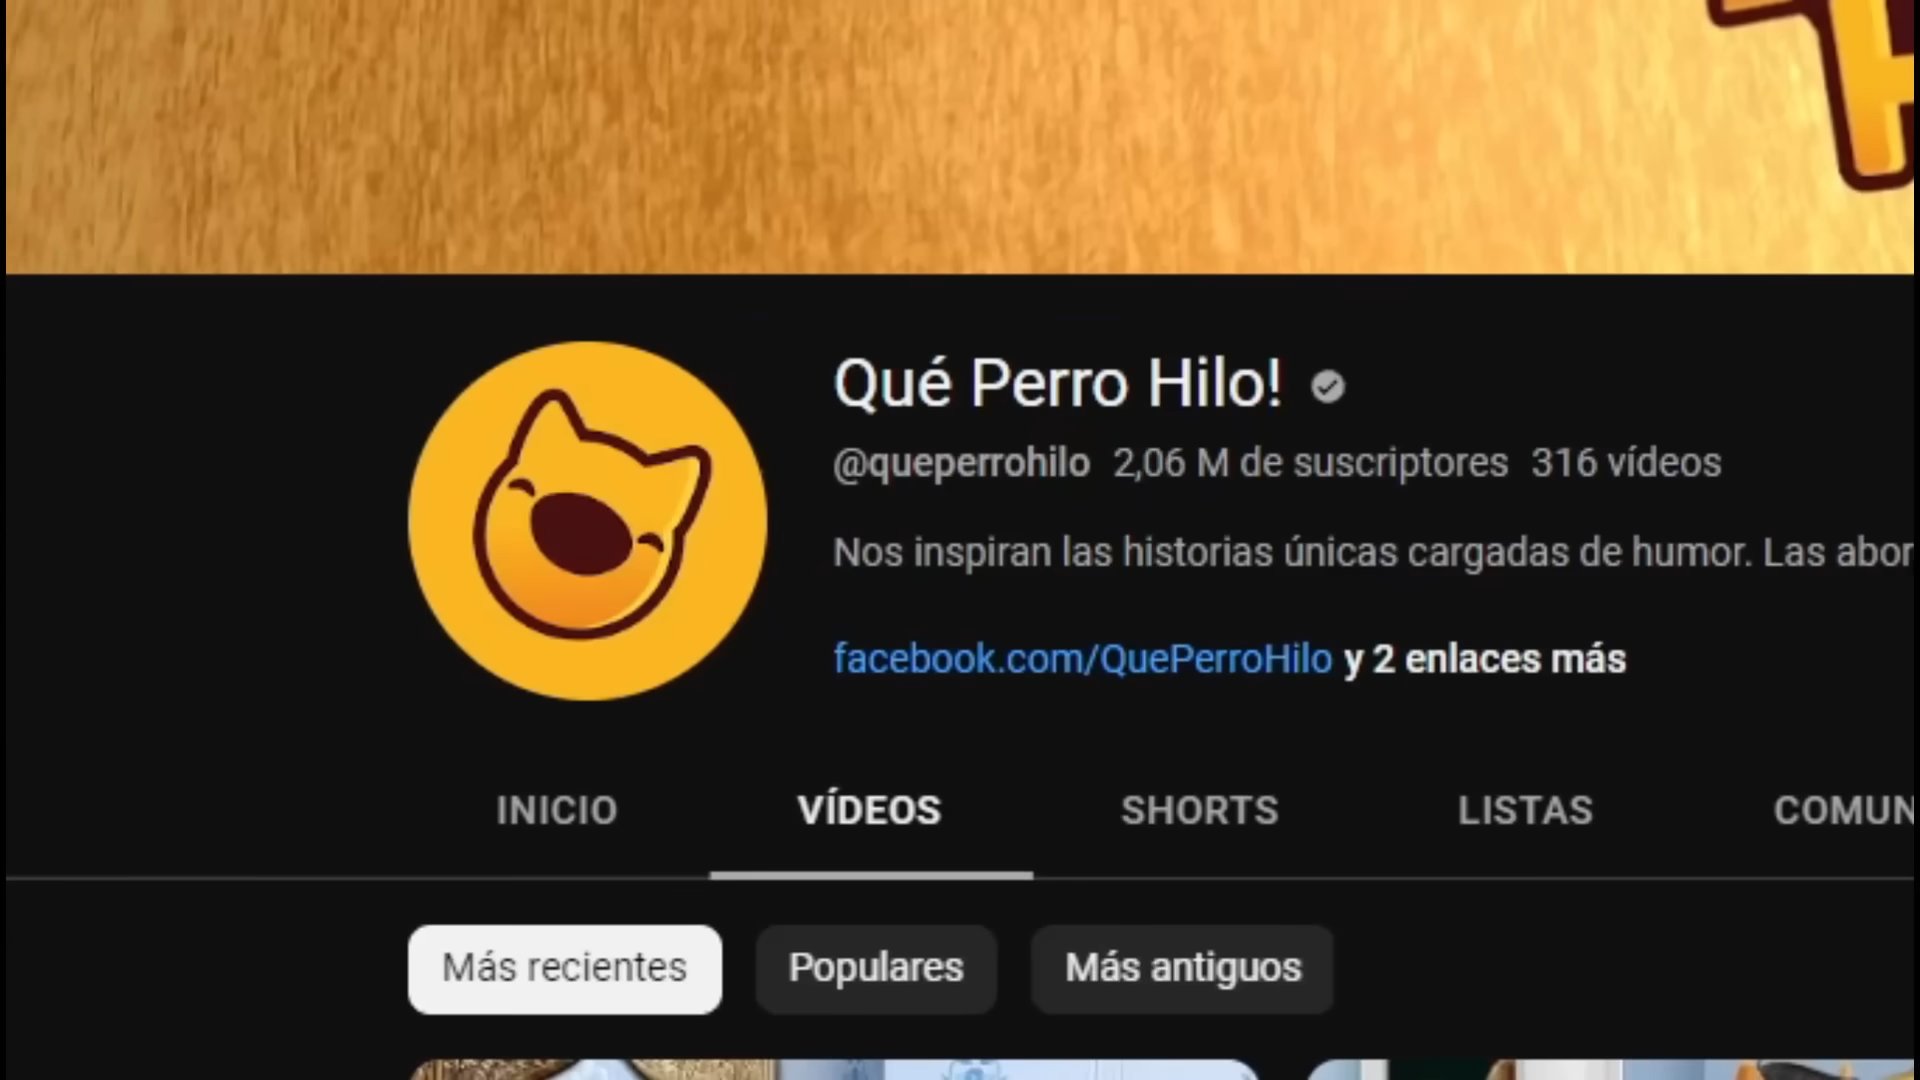 Qué Perro Hilo!
@queperrohilo 2,06 M de suscriptores 316 vídeos
Nos inspiran las historias únicas cargadas de humor. Las abor
facebook.com/QuePerroHilo y 2 enlaces más
INICIO VÍDEOS SHORTS LISTAS COMUN
Más recientes Populares Más antiguos